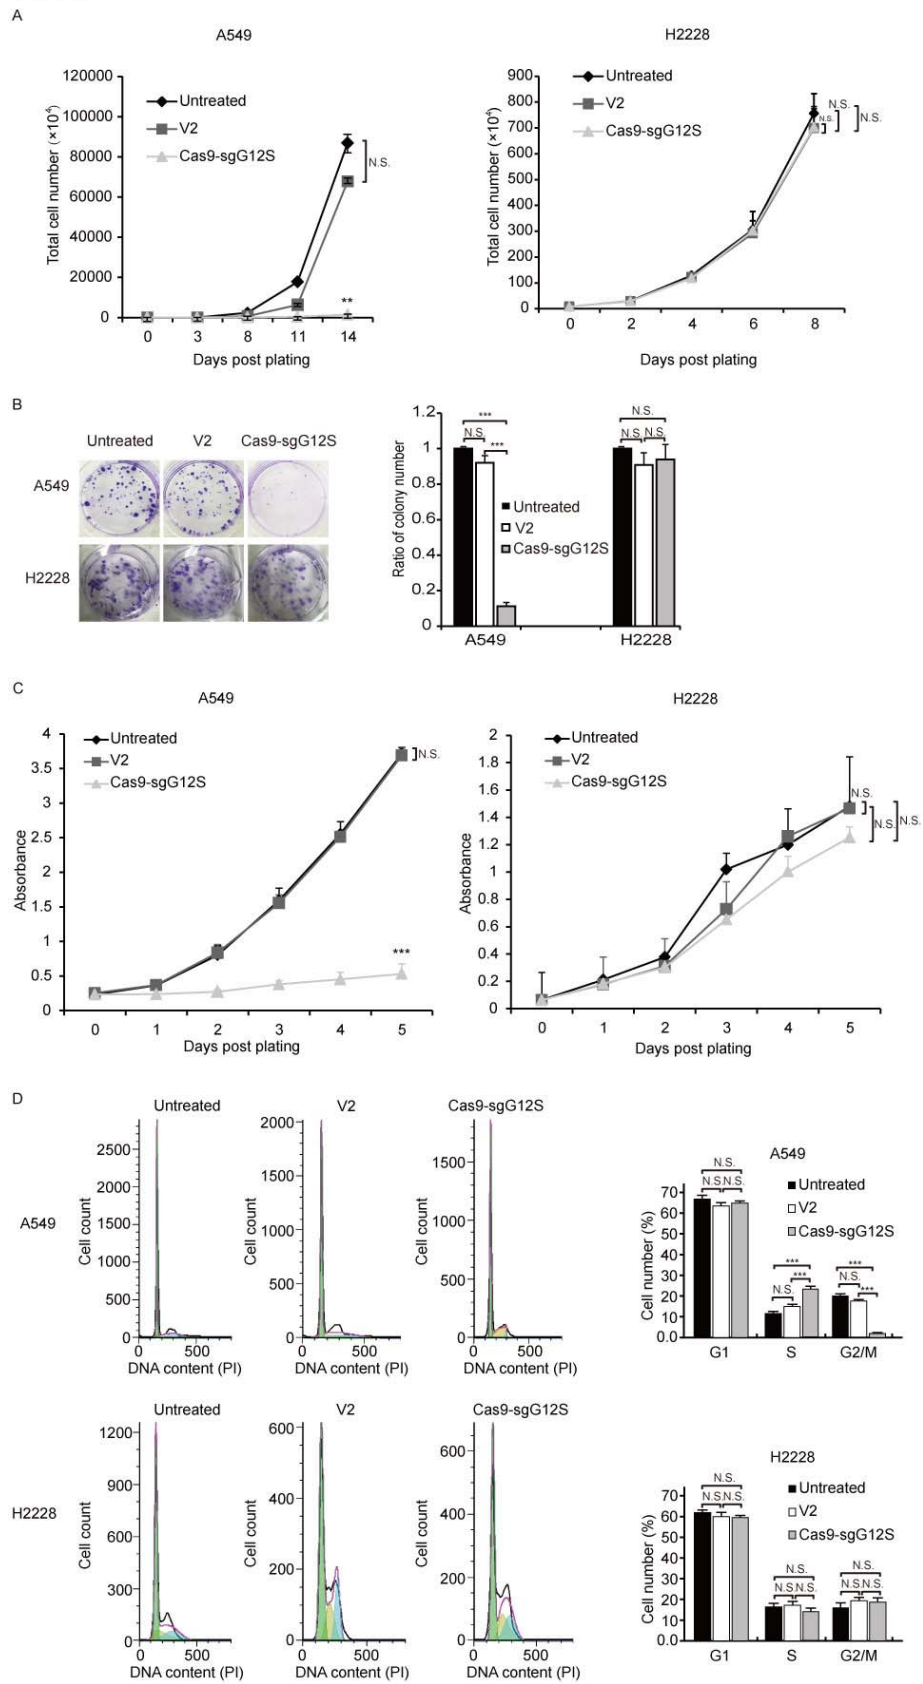 A
A549
Total cell number (×10⁴)
120000
100000
80000
60000
40000
20000
0
Untreated
V2
Cas9-sgG12S
N.S.
**
0 3 8 11 14
Days post plating
H2228
Total cell number (×10⁴)
900
800
700
600
500
400
300
200
100
0
Untreated
V2
Cas9-sgG12S
N.S.
N.S.
N.S.
0 2 4 6 8
Days post plating
B
Untreated V2 Cas9-sgG12S
A549
H2228
Ratio of colony number
1.2
1
0.8
0.6
0.4
0.2
0
***
N.S.
***
N.S.
N.S. N.S.
Untreated
V2
Cas9-sgG12S
A549 H2228
C
A549
Absorbance
4
3.5
3
2.5
2
1.5
1
0.5
0
Untreated
V2
Cas9-sgG12S
N.S.
***
0 1 2 3 4 5
Days post plating
H2228
Absorbance
2
1.8
1.6
1.4
1.2
1
0.8
0.6
0.4
0.2
0
Untreated
V2
Cas9-sgG12S
N.S.
N.S. N.S.
0 1 2 3 4 5
Days post plating
D
A549
Untreated
Cell count
2500
2000
1500
1000
500
0
0 500
DNA content (PI)
V2
Cell count
2000
1500
1000
500
0
0 500
DNA content (PI)
Cas9-sgG12S
Cell count
1500
1000
500
0
0 500
DNA content (PI)
A549
Cell number (%)
70
60
50
40
30
20
10
0.0
N.S.
N.S. N.S.
***
***
N.S.
***
N.S.
***
Untreated
V2
Cas9-sgG12S
G1 S G2/M
H2228
Untreated
Cell count
1200
900
600
300
0
0 500
DNA content (PI)
V2
Cell count
600
400
200
0
0 500
DNA content (PI)
Cas9-sgG12S
Cell count
600
400
200
0
0 500
DNA content (PI)
H2228
Cell number (%)
70
60
50
40
30
20
10
0.0
N.S.
N.S. N.S.
N.S.
N.S. N.S.
N.S.
N.S. N.S.
Untreated
V2
Cas9-sgG12S
G1 S G2/M